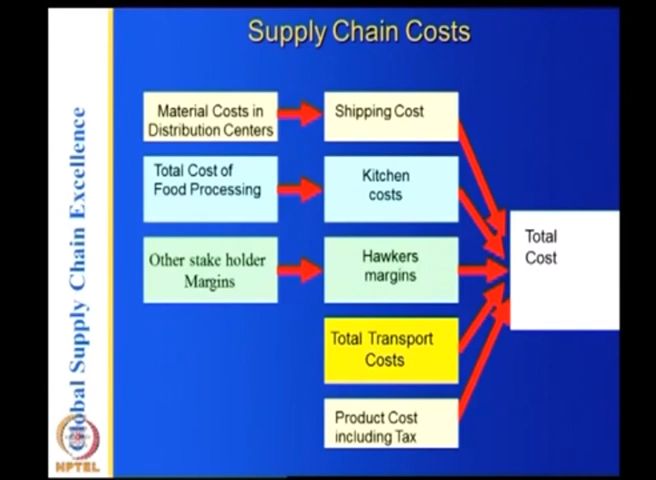 Supply Chain Costs
Global Supply Chain Excellence
Material Costs in
Distribution Centers
Shipping Cost
Total Cost of
Food Processing
Kitchen
costs
Other stake holder
Margins
Hawkers
margins
Total Transport
Costs
Product Cost
including Tax
Total
Cost
NPTEL